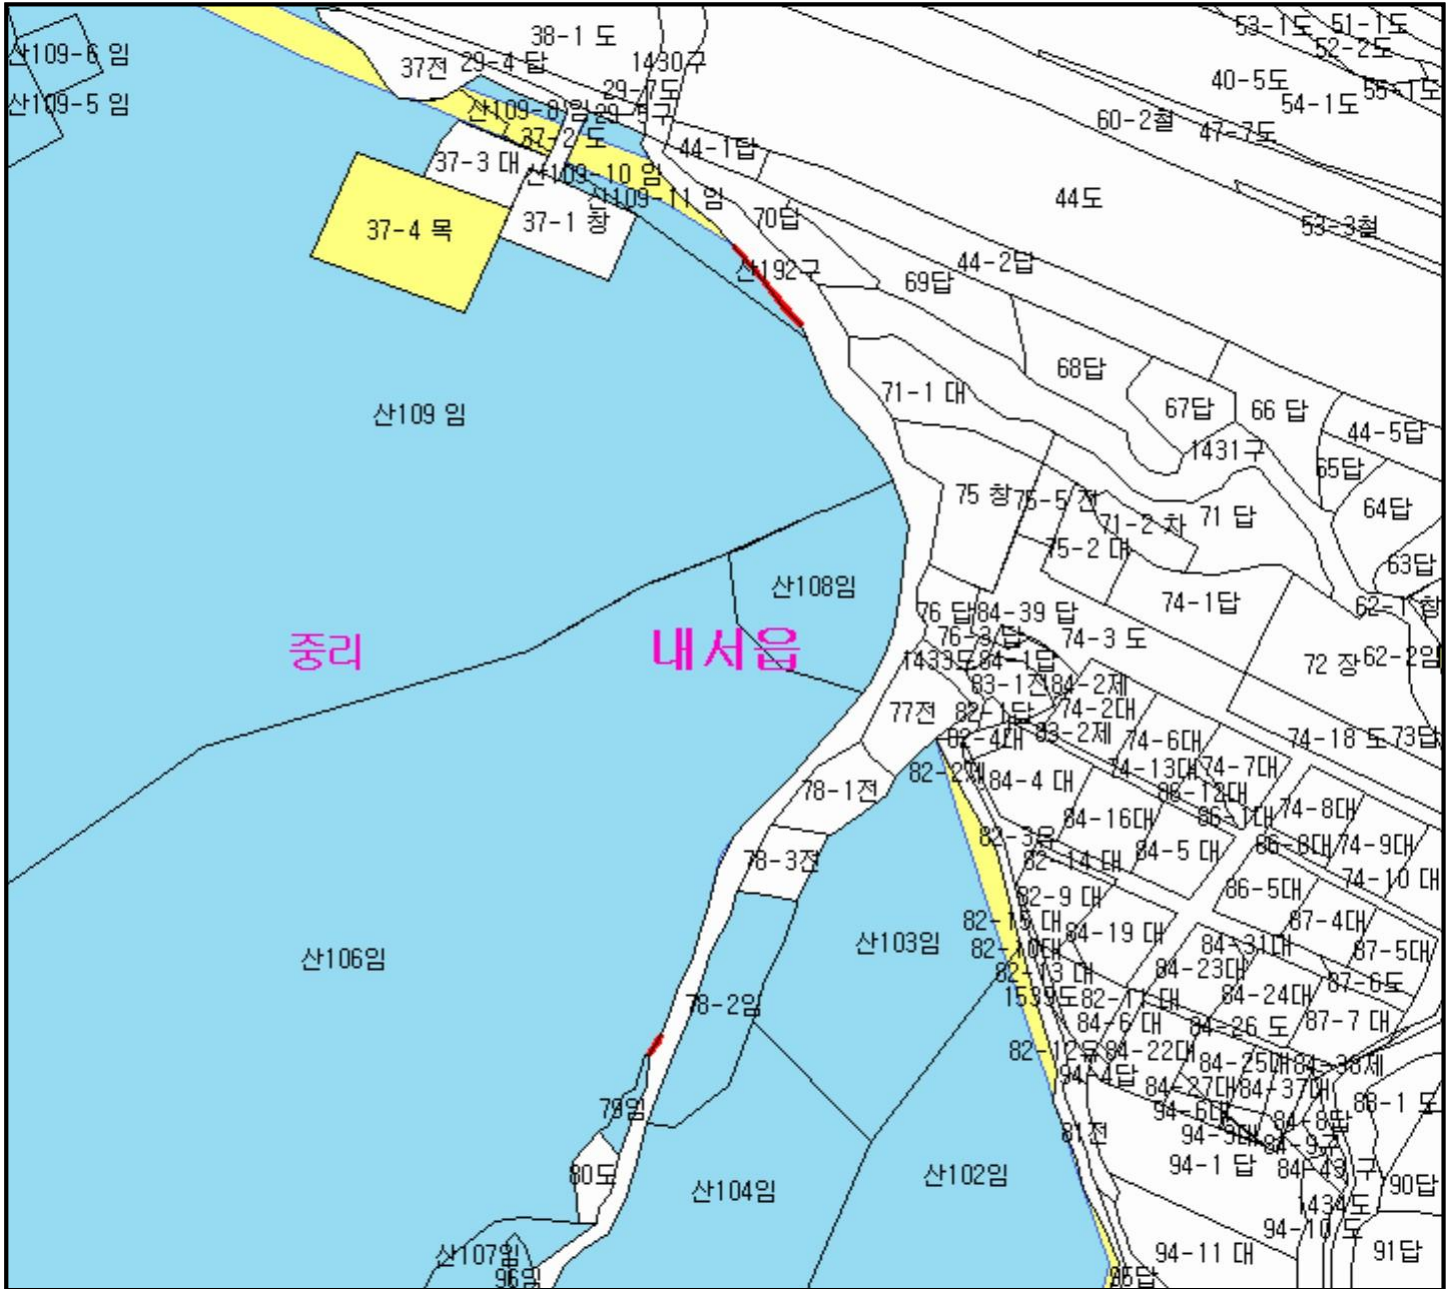 53-1도
51-1도
38-1 도
52-2도
산109-6 임
37전
29-4 답
1430구
40-5도
55-1도
29-7도
54-1도
산109-5 임
산109-8 임
29-5구
60-2철
47-7도
37-2 도
44-1답
37-3 대
산109-10 임
산109-11 임
44도
37-1 창
70답
53-3철
37-4 목
44-2답
산192구
69답
68답
71-1 대
67답
66 답
산109 임
44-5답
1431구
65답
75 창
75-5 전
64답
71-2 차
71 답
75-2 대
63답
산108임
74-1답
62-1 창
76 답
84-39 답
76-3 답
74-3 도
중리
내서읍
1433도
84-1답
72 장
62-2임
83-1전
84-2제
77전
82-1답
74-2대
82-4대
83-2제
74-6대
74-18 도
73답
82-2제
84-4 대
74-13대
74-7대
78-1전
86-12대
84-16대
86-1대
74-8대
82-3유
84-5 대
86-8대
74-9대
78-3전
82-14 대
74-10 대
82-9 대
86-5대
82-15 대
84-19 대
87-4대
산103임
82-10대
84-31대
87-5대
산106임
82-13 대
84-23대
87-6도
78-2임
1539도
82-11 대
84-24대
84-6 대
84-26 도
87-7 대
82-12유
84-22대
84-25대
84-38제
94-4답
84-27대
84-37대
79임
94-6대
84-8답
88-1 도
81전
94-3대
84-9구
80도
94-1 답
84-43 구
산104임
산102임
90답
1434도
94-10 도
산107임
94-11 대
91답
96임
95답